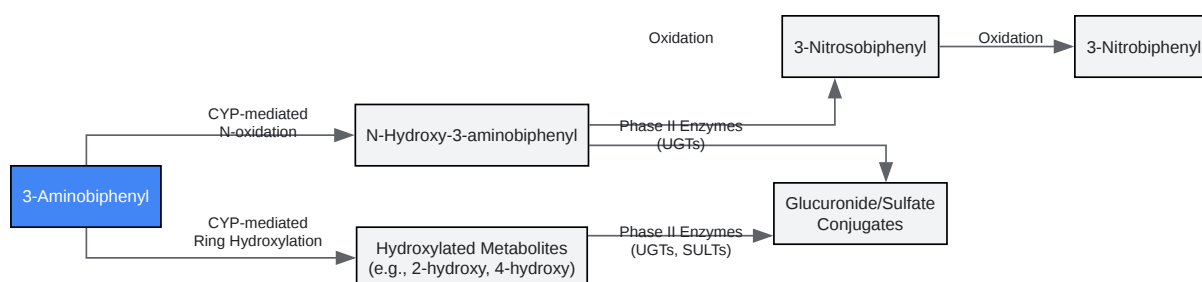 Oxidation
3-Nitrosobiphenyl
Oxidation
3-Nitrobiphenyl
CYP-mediated
N-oxidation
N-Hydroxy-3-aminobiphenyl
Phase II Enzymes
(UGTs)
3-Aminobiphenyl
Glucuronide/Sulfate
Conjugates
CYP-mediated
Ring Hydroxylation
Hydroxylated Metabolites
(e.g., 2-hydroxy, 4-hydroxy)
Phase II Enzymes
(UGTs, SULTs)